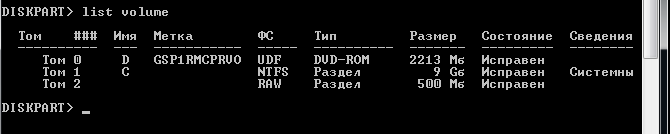 DISKPART> list volume
Том ### Имя Метка ФС Тип Размер Состояние Сведения
---------- --- ----------- ----- ---------- ------- --------- --------
Том 0 D GSP1RMCPRVO UDF DVD-ROM 2213 Мб Исправен
Том 1 C NTFS Раздел 9 Gб Исправен Системны
Том 2 RAW Раздел 500 Мб Исправен
DISKPART> _